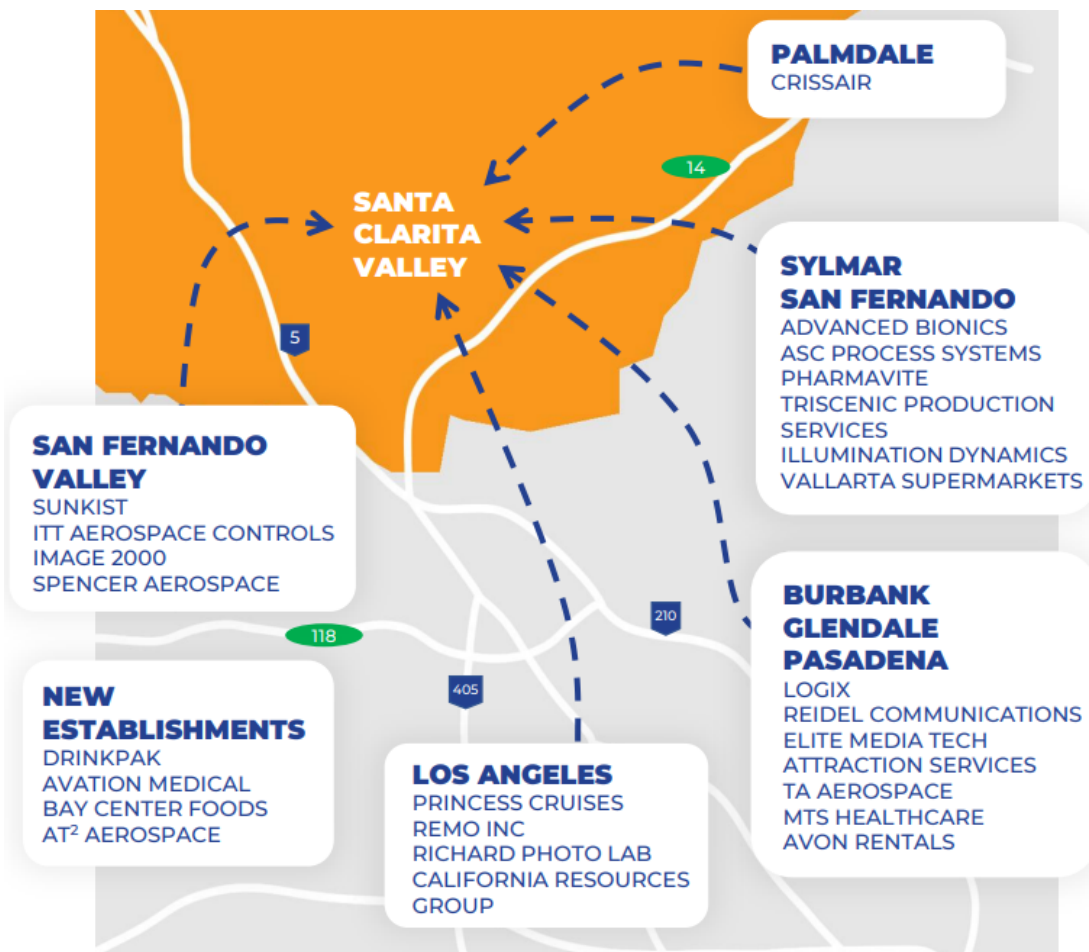 PALMDALE
CRISSAIR
14
SANTA
CLARITA
VALLEY
SYLMAR
SAN FERNANDO
ADVANCED BIONICS
ASC PROCESS SYSTEMS
PHARMAVITE
TRISCENIC PRODUCTION
SERVICES
ILLUMINATION DYNAMICS
VALLARTA SUPERMARKETS
5
SAN FERNANDO
VALLEY
SUNKIST
ITT AEROSPACE CONTROLS
IMAGE 2000
SPENCER AEROSPACE
118
210
405
BURBANK
GLENDALE
PASADENA
LOGIX
REIDEL COMMUNICATIONS
ELITE MEDIA TECH
ATTRACTION SERVICES
TA AEROSPACE
MTS HEALTHCARE
AVON RENTALS
NEW
ESTABLISHMENTS
DRINKPAK
AVATION MEDICAL
BAY CENTER FOODS
AT² AEROSPACE
LOS ANGELES
PRINCESS CRUISES
REMO INC
RICHARD PHOTO LAB
CALIFORNIA RESOURCES
GROUP